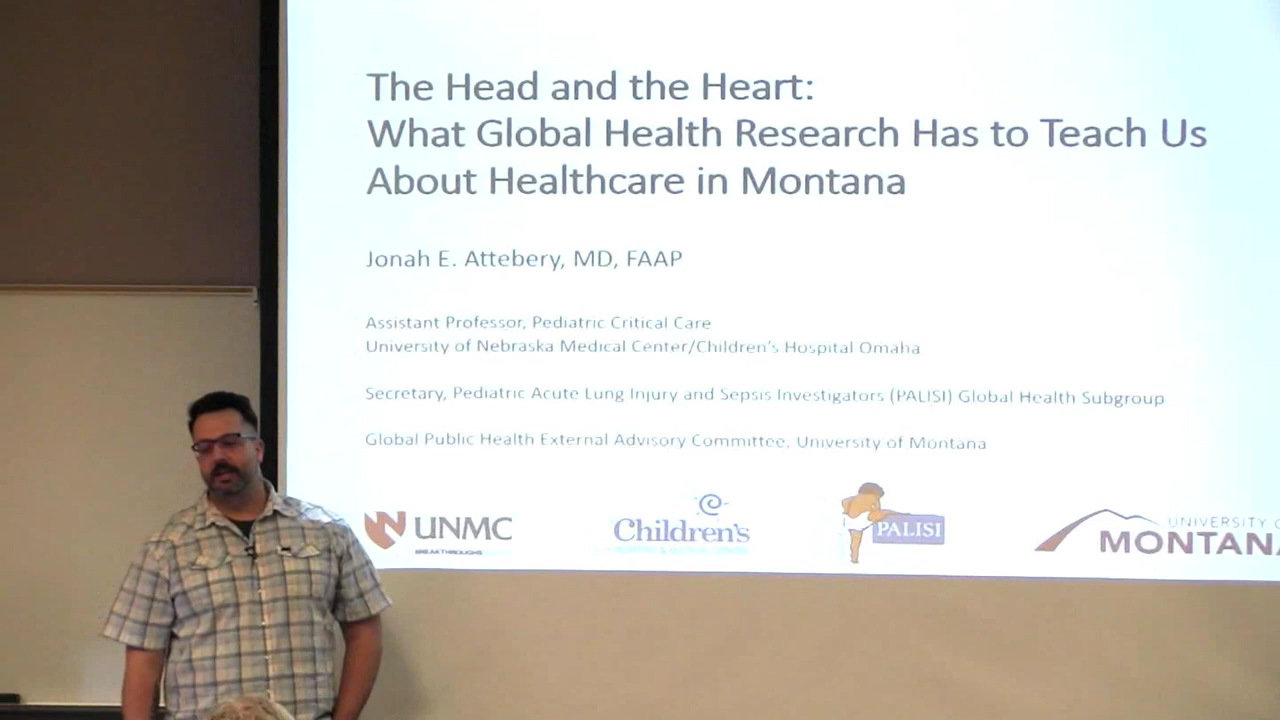 The Head and the Heart:
What Global Health Research Has to Teach Us
About Healthcare in Montana
Jonah E. Attebery, MD, FAAP
Assistant Professor, Pediatric Critical Care
University of Nebraska Medical Center/Children's Hospital Omaha
Secretary, Pediatric Acute Lung Injury and Sepsis Investigators (PALISI) Global Health Subgroup
Global Public Health External Advisory Committee, University of Montana
UNMC
BREAKTHROUGHS
Children's
PALISI
UNIVERSITY O
MONTANA